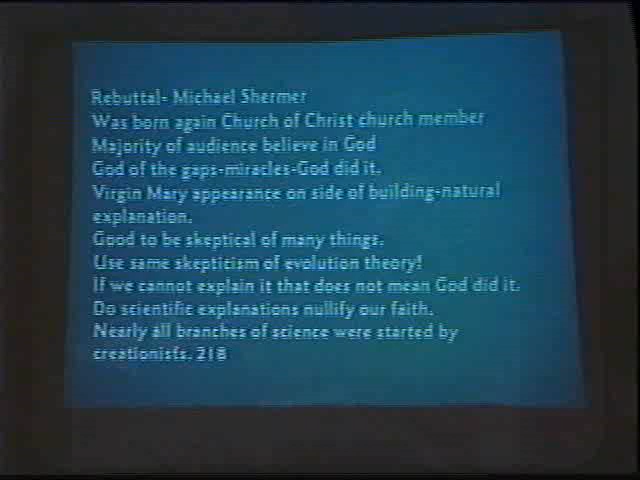 Rebuttal- Michael Shermer
Was born again Church of Christ church member
Majority of audience believe in God
God of the gaps-miracles-God did it.
Virgin Mary appearance on side of building-natural
explanation.
Good to be skeptical of many things.
Use same skepticism of evolution theory!
If we cannot explain it that does not mean God did it.
Do scientific explanations nullify our faith.
Nearly all branches of science were started by
creationists. 218